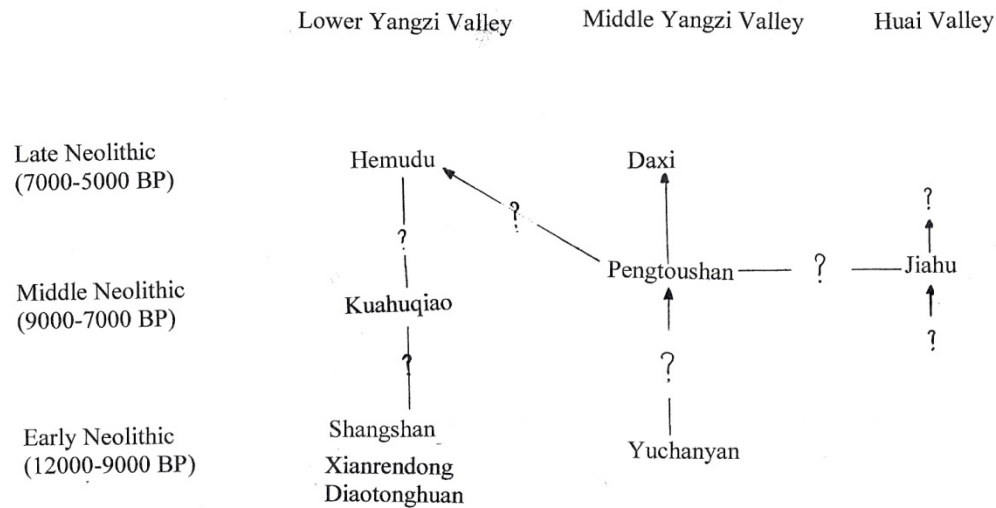 Lower Yangzi Valley Middle Yangzi Valley Huai Valley
Late Neolithic
(7000-5000 BP)
Hemudu Daxi
?
?
?
Pengtoushan ? Jiahu
Middle Neolithic
(9000-7000 BP)
Kuahuqiao
?
?
?
Early Neolithic
(12000-9000 BP)
Shangshan
Xianrendong
Diaotonghuan
Yuchanyan